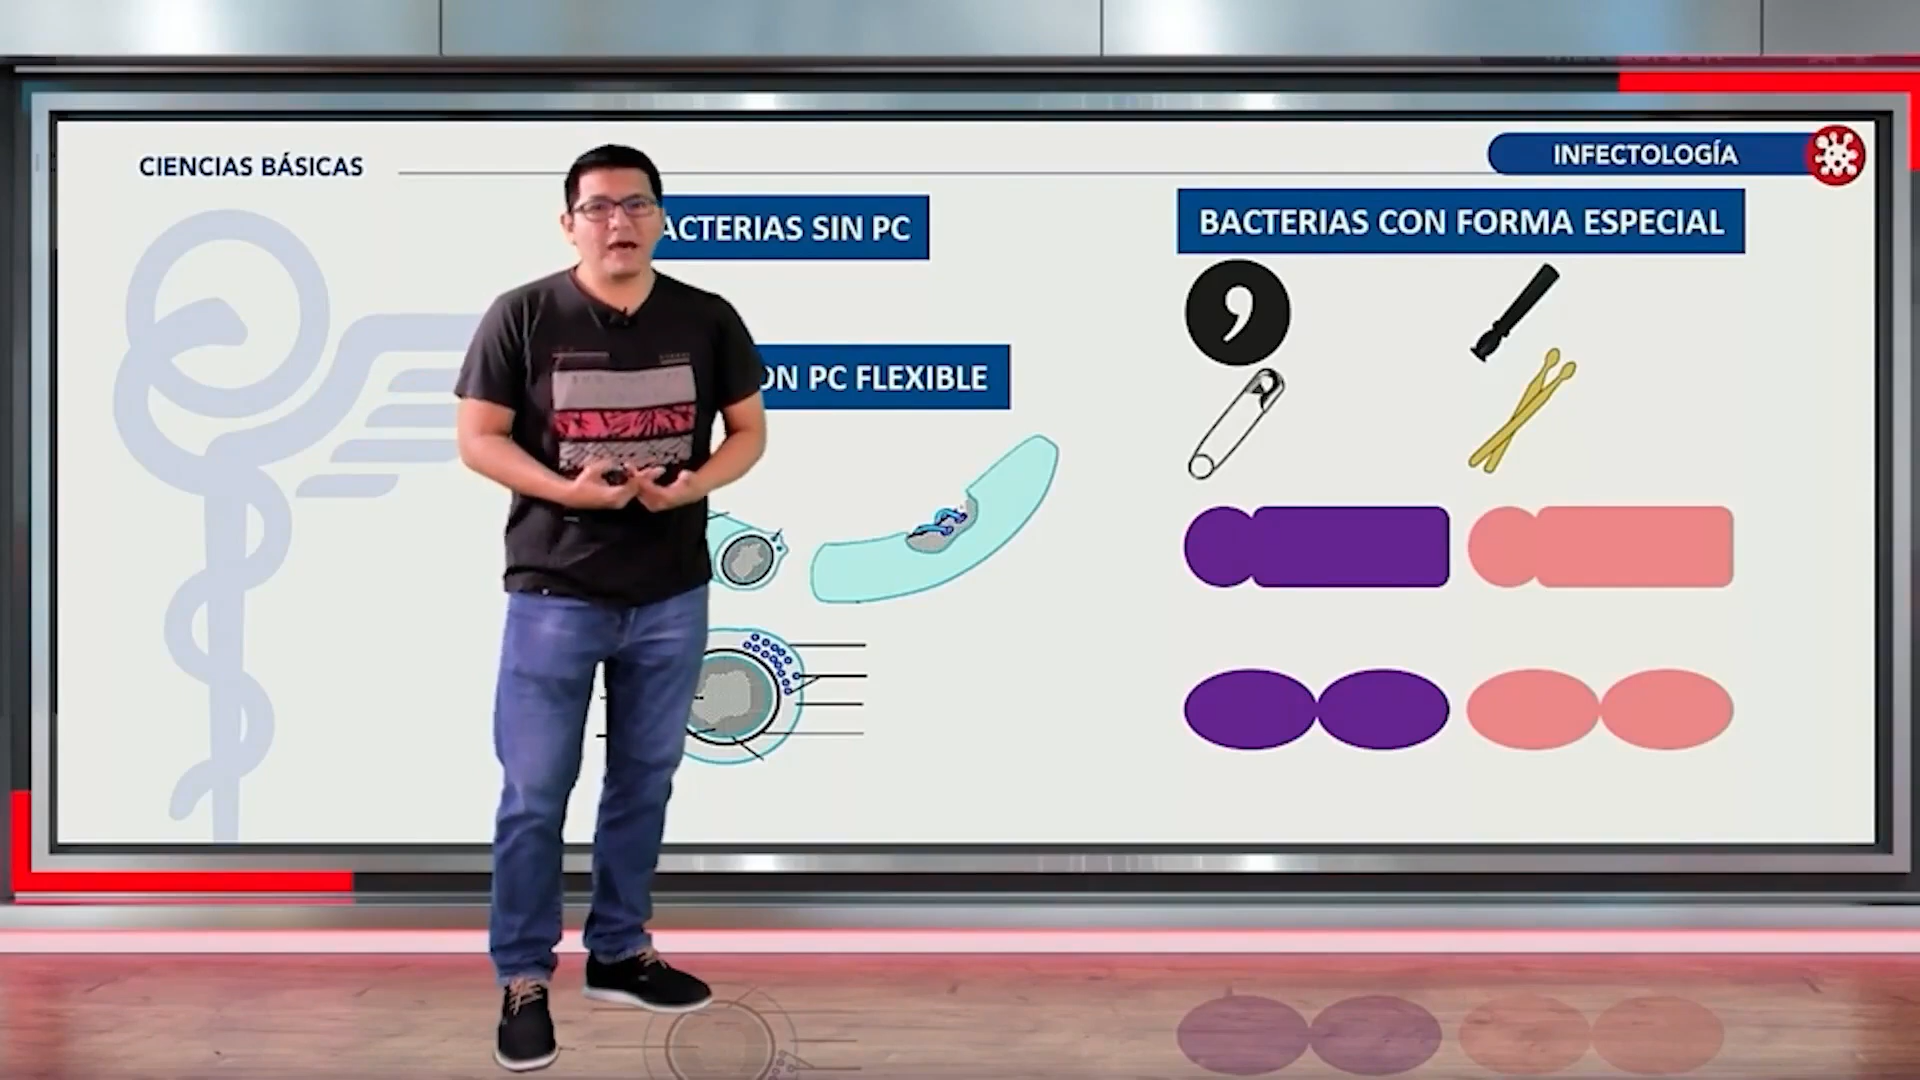 CIENCIAS BÁSICAS
INFECTOLOGÍA
ACTERIAS SIN PC
BACTERIAS CON FORMA ESPECIAL
ON PC FLEXIBLE